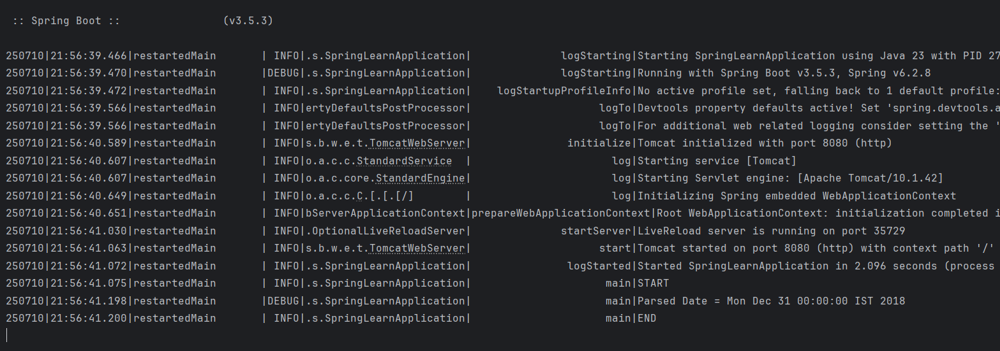 :: Spring Boot ::                (v3.5.3)
250710|21:56:39.466|restartedMain       | INFO|.s.SpringLearnApplication|              logStarting|Starting SpringLearnApplication using Java 23 with PID 27
250710|21:56:39.470|restartedMain       |DEBUG|.s.SpringLearnApplication|              logStarting|Running with Spring Boot v3.5.3, Spring v6.2.8
250710|21:56:39.472|restartedMain       | INFO|.s.SpringLearnApplication|    logStartupProfileInfo|No active profile set, falling back to 1 default profile:
250710|21:56:39.566|restartedMain       | INFO|ertyDefaultsPostProcessor|                    logTo|Devtools property defaults active! Set 'spring.devtools.a
250710|21:56:39.566|restartedMain       | INFO|ertyDefaultsPostProcessor|                    logTo|For additional web related logging consider setting the '
250710|21:56:40.589|restartedMain       | INFO|s.b.w.e.t.TomcatWebServer|               initialize|Tomcat initialized with port 8080 (http)
250710|21:56:40.607|restartedMain       | INFO|o.a.c.c.StandardService  |                      log|Starting service [Tomcat]
250710|21:56:40.607|restartedMain       | INFO|o.a.c.core.StandardEngine|                      log|Starting Servlet engine: [Apache Tomcat/10.1.42]
250710|21:56:40.649|restartedMain       | INFO|o.a.c.c.C.[.[.[/]        |                      log|Initializing Spring embedded WebApplicationContext
250710|21:56:40.651|restartedMain       | INFO|bServerApplicationContext|prepareWebApplicationContext|Root WebApplicationContext: initialization completed i
250710|21:56:41.030|restartedMain       | INFO|.OptionalLiveReloadServer|              startServer|LiveReload server is running on port 35729
250710|21:56:41.063|restartedMain       | INFO|s.b.w.e.t.TomcatWebServer|                    start|Tomcat started on port 8080 (http) with context path '/'
250710|21:56:41.072|restartedMain       | INFO|.s.SpringLearnApplication|               logStarted|Started SpringLearnApplication in 2.096 seconds (process
250710|21:56:41.075|restartedMain       | INFO|.s.SpringLearnApplication|                     main|START
250710|21:56:41.198|restartedMain       |DEBUG|.s.SpringLearnApplication|                     main|Parsed Date = Mon Dec 31 00:00:00 IST 2018
250710|21:56:41.200|restartedMain       | INFO|.s.SpringLearnApplication|                     main|END